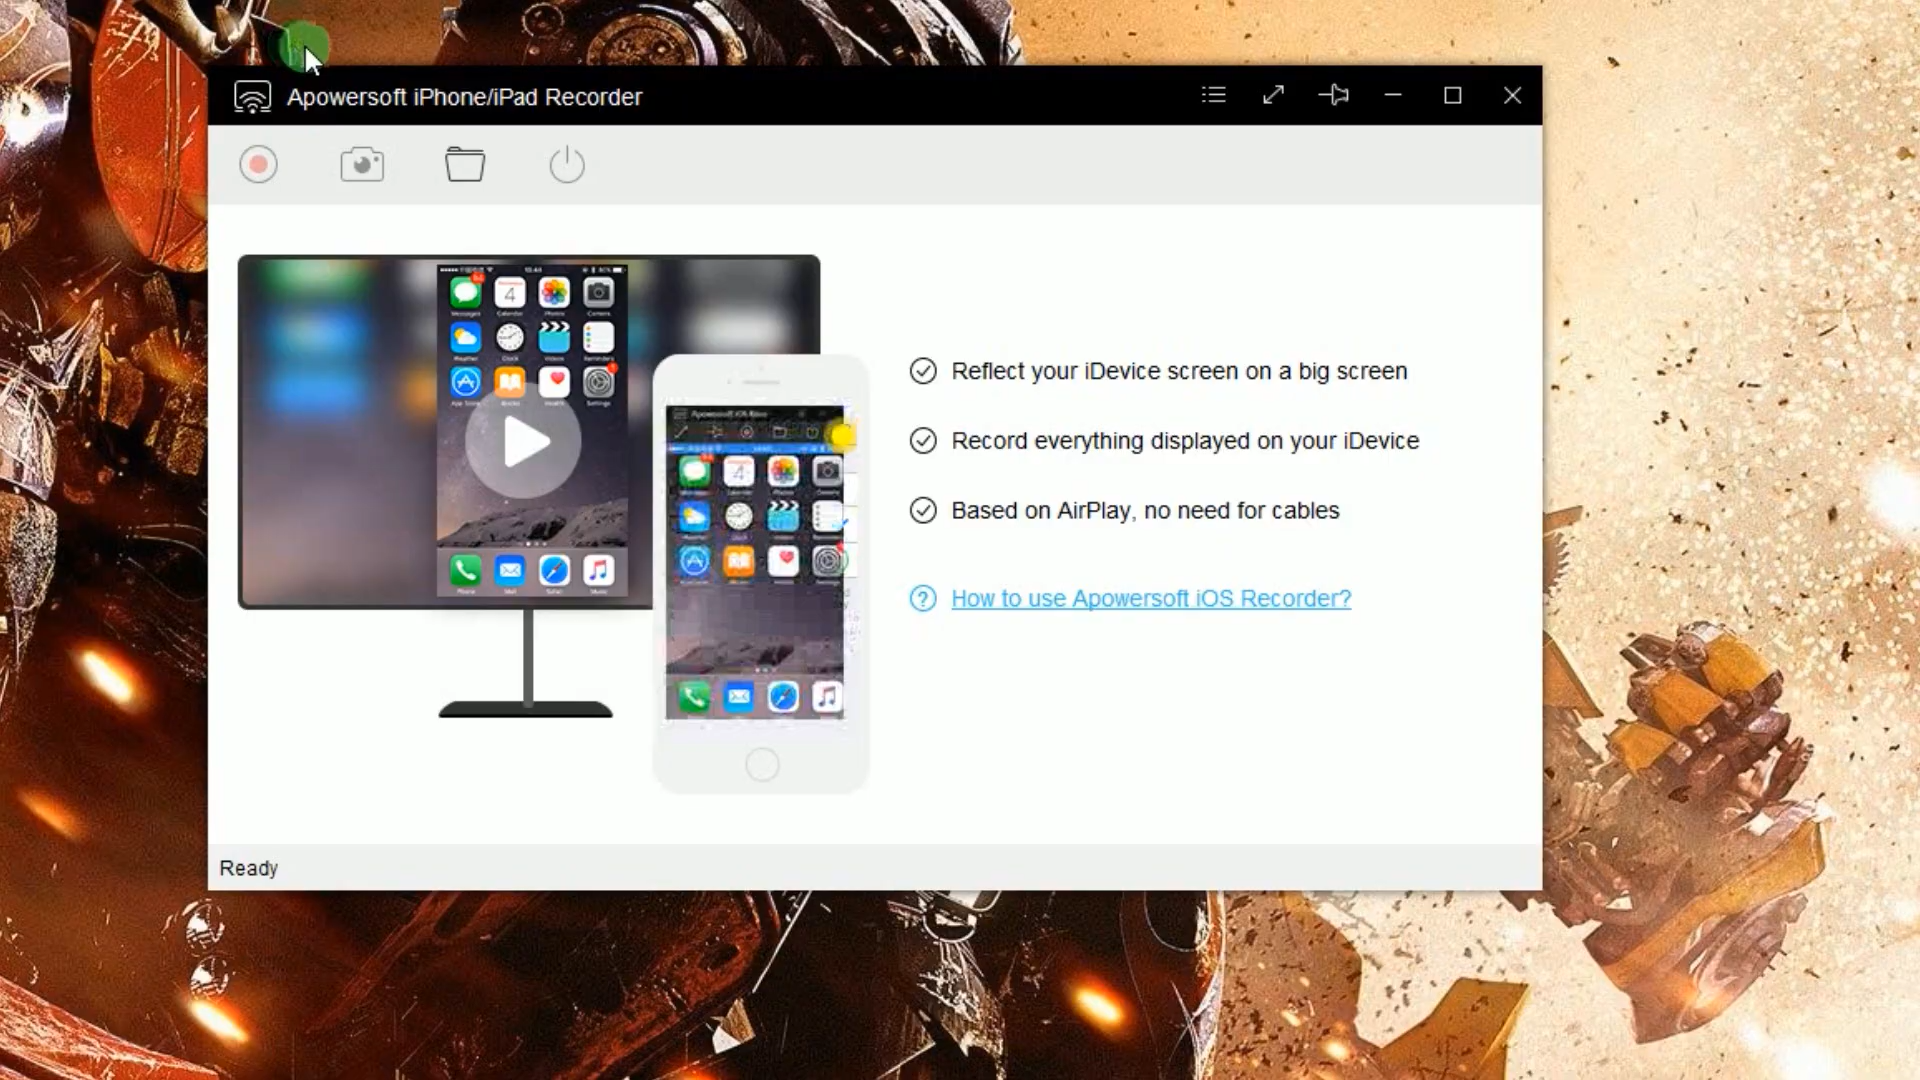 Apowersoft iPhone/iPad Recorder
Reflect your iDevice screen on a big screen
Record everything displayed on your iDevice
Based on AirPlay, no need for cables
How to use Apowersoft iOS Recorder?
Ready